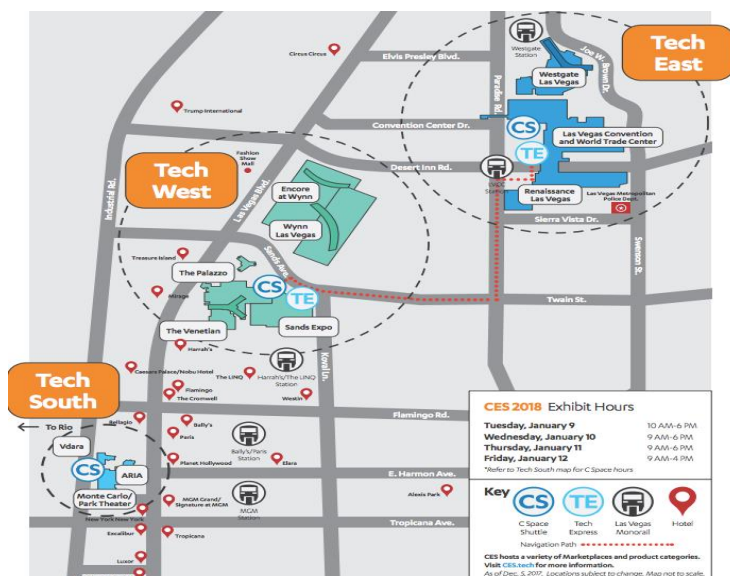 Circus Circus
Elvis Presley Blvd.
Westgate
Station
Joe W. Brown Dr.
Tech
East
Westgate
Las Vegas
Paradise Rd.
Trump International
Convention Center Dr.
CS
Las Vegas Convention
and World Trade Center
TE
Tech
West
Fashion
Show
Mall
Desert Inn Rd.
Industrial Rd.
Las Vegas Blvd.
Encore
at Wynn
LVCC
Station
Renaissance
Las Vegas
Las Vegas Metropolitan
Police Dept.
Wynn
Las Vegas
Sierra Vista Dr.
Sands Ave.
Swenson St.
Treasure Island
The Palazzo
CS
TE
Mirage
Twain St.
The Venetian
Sands Expo
Harrah's
Koval Ln.
Caesars Palace/Nobu Hotel
The LINQ
Harrah's/The LINQ
Station
Tech
South
Flamingo
The Cromwell
Westin
To Rio
Bellagio
Flamingo Rd.
Bally's
Paris
Bally's/Paris
Station
Vdara
CS
ARIA
Planet Hollywood
Elara
E. Harmon Ave.
Monte Carlo/
Park Theater
MGM Grand/
Signature at MGM
MGM
Station
Alexis Park
New York New York
Tropicana Ave.
Excalibur
Tropicana
Luxor
CES 2018 Exhibit Hours
Tuesday, January 9 10 AM-6 PM
Wednesday, January 10 9 AM-6 PM
Thursday, January 11 9 AM-6 PM
Friday, January 12 9 AM-4 PM
*Refer to Tech South map for C Space hours
Key
CS
TE
C Space
Shuttle
Tech
Express
Las Vegas
Monorail
Hotel
Navigation Path
CES hosts a variety of Marketplaces and product categories.
Visit CES.tech for more information.
As of Dec. 5, 2017. Locations subject to change. Map not to scale.